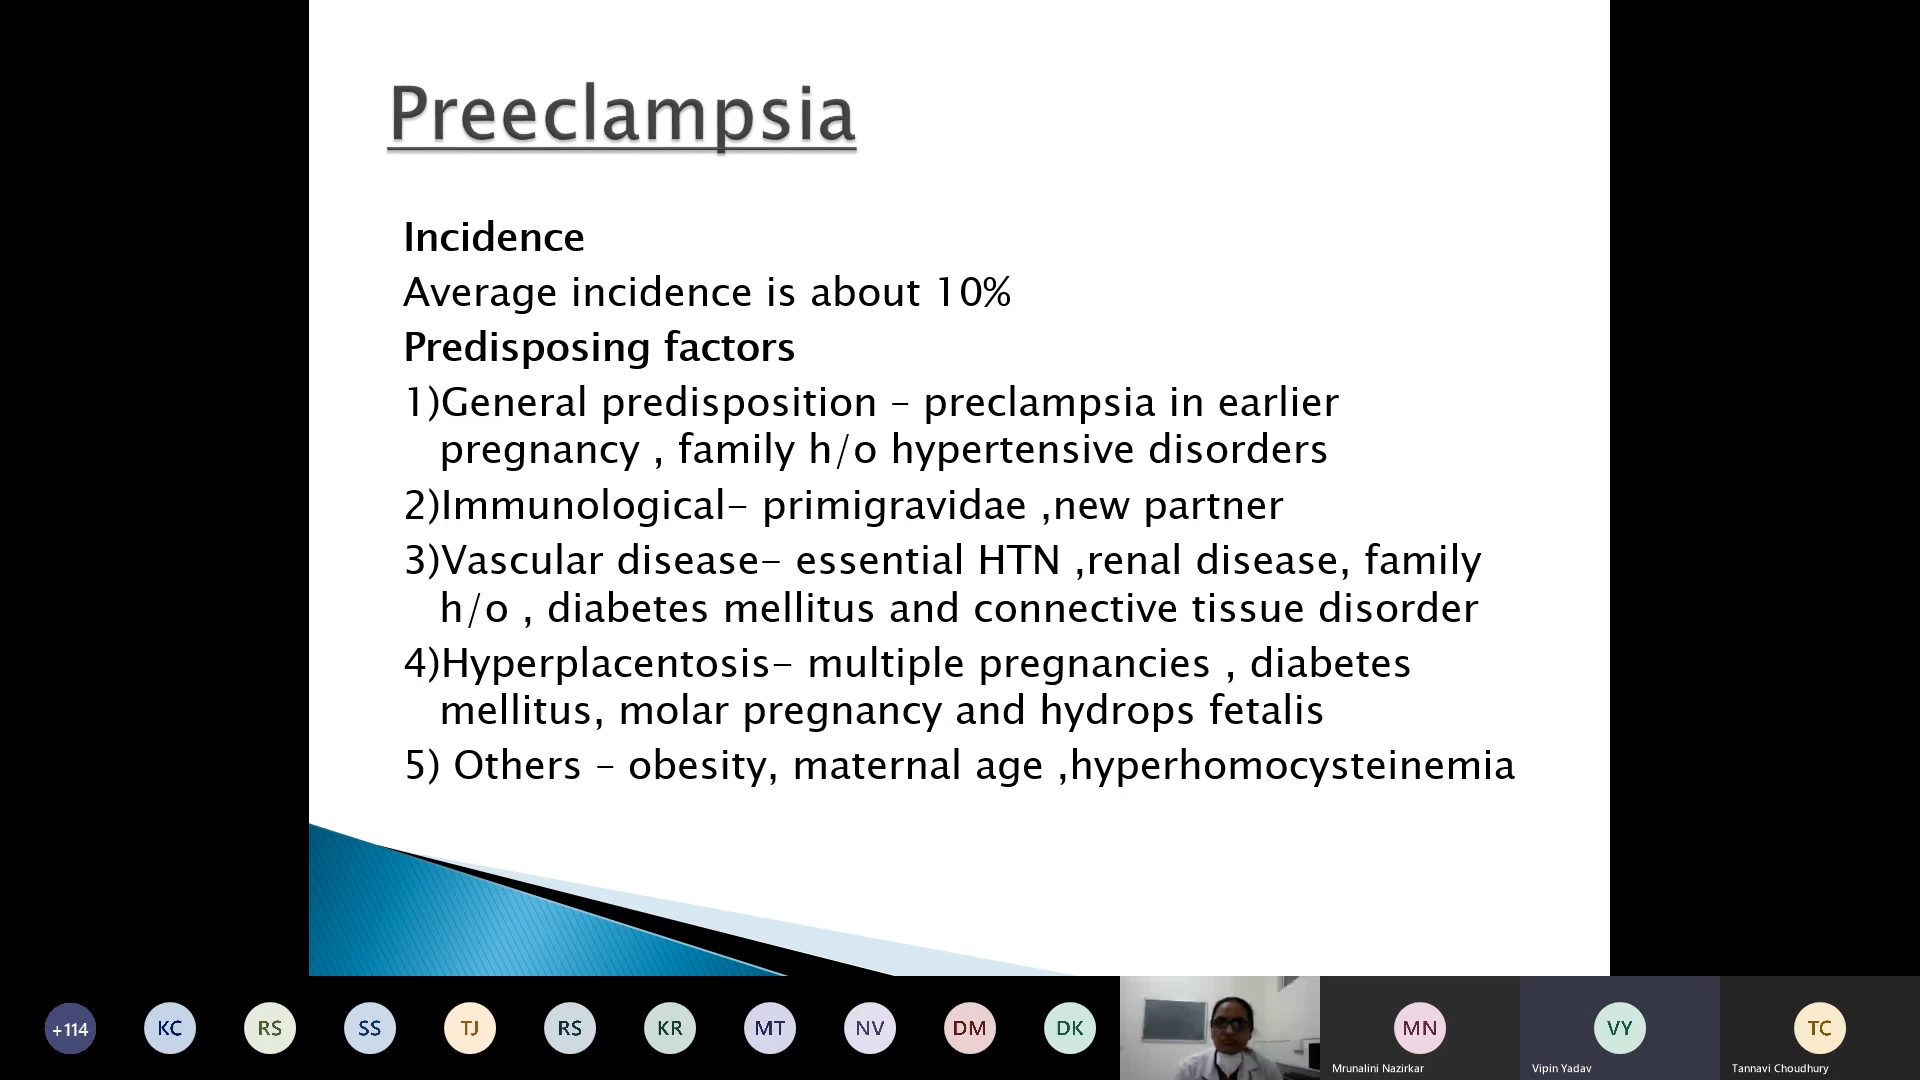 Preeclampsia
Incidence
Average incidence is about 10%
Predisposing factors
1)General predisposition – preclampsia in earlier
pregnancy , family h/o hypertensive disorders
2)Immunological– primigravidae ,new partner
3)Vascular disease– essential HTN ,renal disease, family
h/o , diabetes mellitus and connective tissue disorder
4)Hyperplacentosis– multiple pregnancies , diabetes
mellitus, molar pregnancy and hydrops fetalis
5) Others – obesity, maternal age ,hyperhomocysteinemia
+114 KC RS SS TJ RS KR MT NV DM DK MN VY TC
Mrunalini Nazirkar Vipin Yadav Tannavi Choudhury